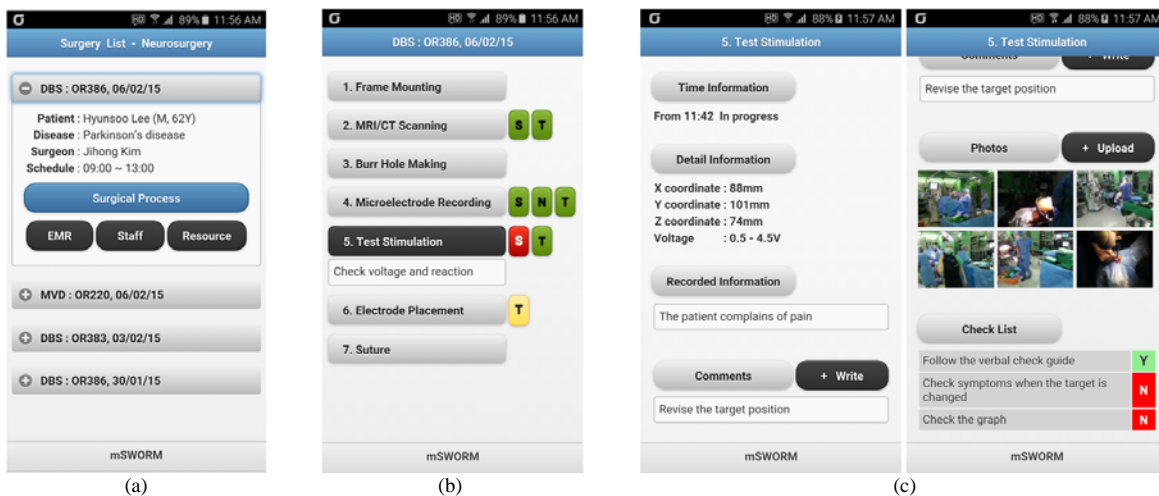 HD 89% 11:56 AM
Surgery List - Neurosurgery
DBS : OR386, 06/02/15
Patient : Hyunsoo Lee (M, 62Y)
Disease : Parkinson's disease
Surgeon : Jihong Kim
Schedule : 09:00 ~ 13:00
Surgical Process
EMR Staff Resource
MVD : OR220, 06/02/15
DBS : OR383, 03/02/15
DBS : OR386, 30/01/15
mSWORM
(a)
HD 89% 11:56 AM
DBS : OR386, 06/02/15
1. Frame Mounting
2. MRI/CT Scanning S T
3. Burr Hole Making
4. Microelectrode Recording S N T
5. Test Stimulation S T
Check voltage and reaction
6. Electrode Placement T
7. Suture
mSWORM
(b)
HD 88% 11:57 AM
5. Test Stimulation
Time Information
From 11:42 In progress
Detail Information
X coordinate : 88mm
Y coordinate : 101mm
Z coordinate : 74mm
Voltage : 0.5 - 4.5V
Recorded Information
The patient complains of pain
Comments + Write
Revise the target position
mSWORM
HD 88% 11:57 AM
5. Test Stimulation
Comments + Write
Revise the target position
Photos + Upload
Check List
Follow the verbal check guide Y
Check symptoms when the target is
changed N
Check the graph N
mSWORM
(c)